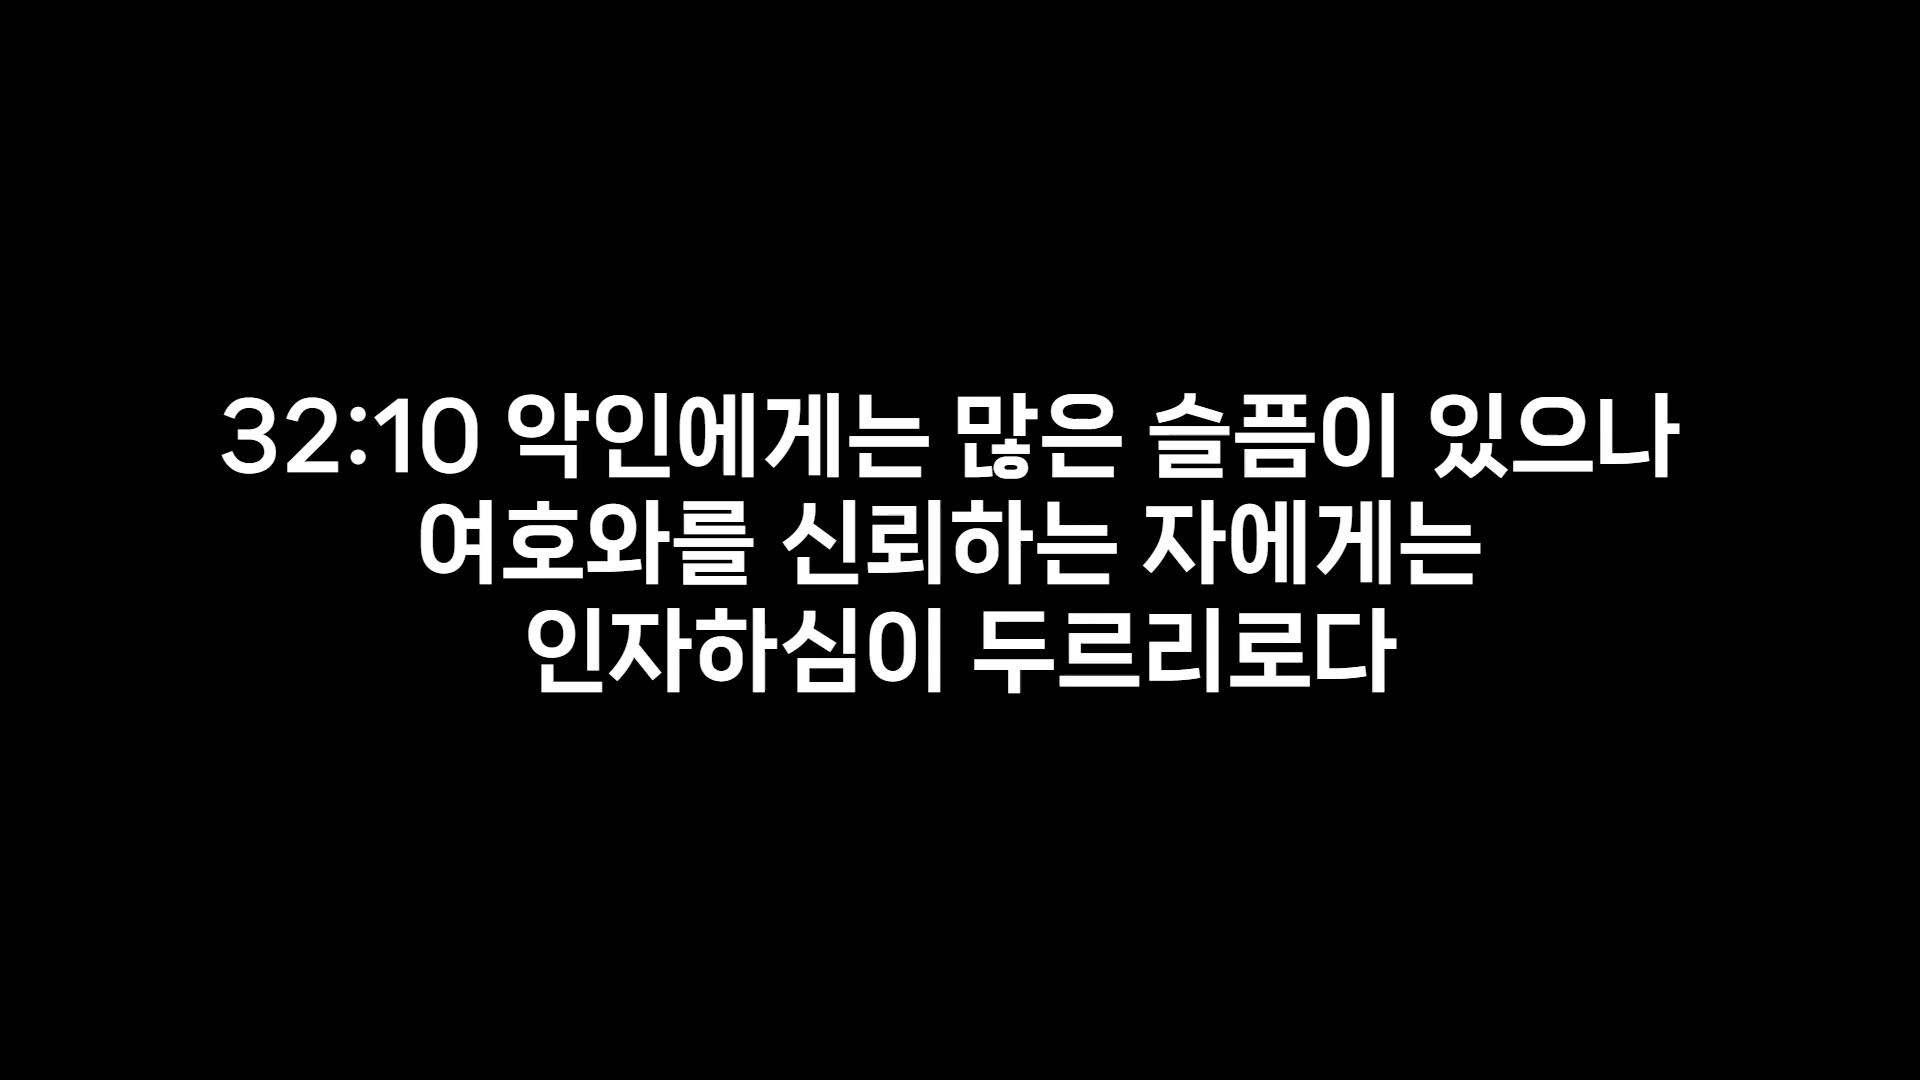 32:10 악인에게는 많은 슬픔이 있으나
여호와를 신뢰하는 자에게는
인자하심이 두르리로다